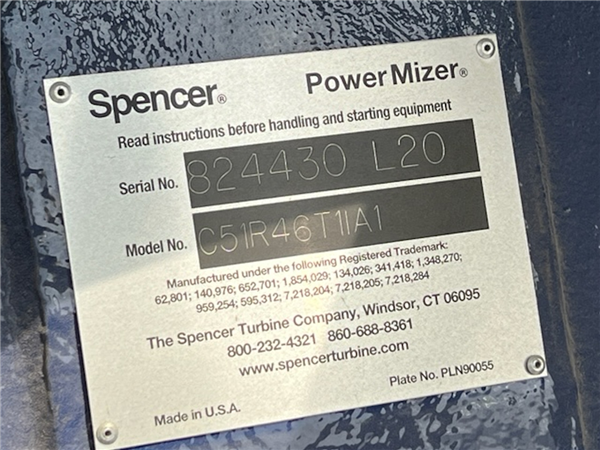 Spencer® Power Mizer®
Read instructions before handling and starting equipment
Serial No. 824430 L20
Model No. C51R46T1IA1
Manufactured under the following Registered Trademark:
62,801; 140,976; 652,701; 1,854,029; 134,026; 341,418; 1,348,270;
959,254; 595,312; 7,218,204; 7,218,205; 7,218,284
The Spencer Turbine Company, Windsor, CT 06095
800-232-4321 860-688-8361
www.spencerturbine.com
Plate No. PLN90055
Made in U.S.A.